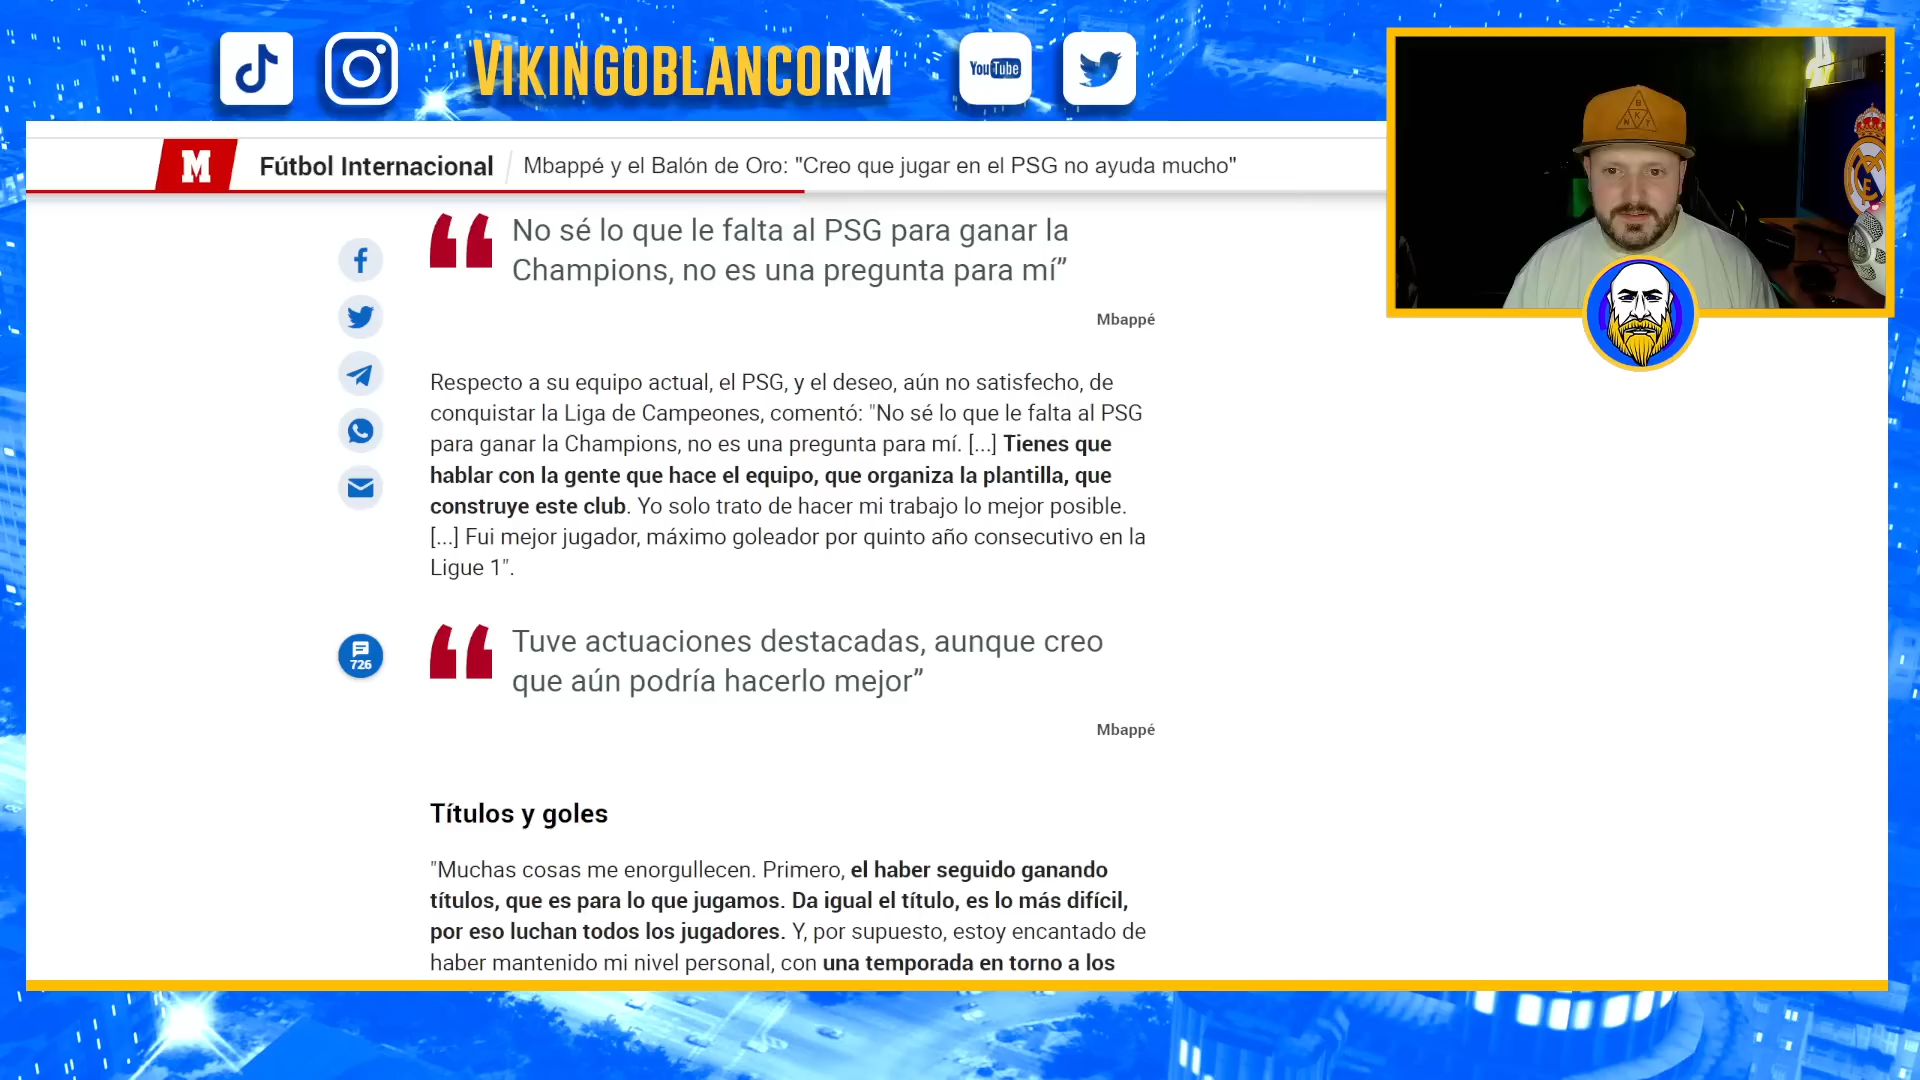 VIKINGOBLANCORM
You Tube
M
Fútbol Internacional
Mbappé y el Balón de Oro: "Creo que jugar en el PSG no ayuda mucho"
B
K
N Y
No sé lo que le falta al PSG para ganar la
Champions, no es una pregunta para mí”
Mbappé
Respecto a su equipo actual, el PSG, y el deseo, aún no satisfecho, de
conquistar la Liga de Campeones, comentó: "No sé lo que le falta al PSG
para ganar la Champions, no es una pregunta para mí. [...] Tienes que
hablar con la gente que hace el equipo, que organiza la plantilla, que
construye este club. Yo solo trato de hacer mi trabajo lo mejor posible.
[...] Fui mejor jugador, máximo goleador por quinto año consecutivo en la
Ligue 1".
726
Tuve actuaciones destacadas, aunque creo
que aún podría hacerlo mejor”
Mbappé
Títulos y goles
"Muchas cosas me enorgullecen. Primero, el haber seguido ganando
títulos, que es para lo que jugamos. Da igual el título, es lo más difícil,
por eso luchan todos los jugadores. Y, por supuesto, estoy encantado de
haber mantenido mi nivel personal, con una temporada en torno a los